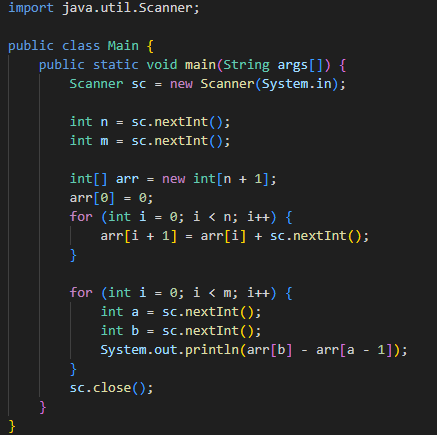 import java.util.Scanner;

public class Main {
    public static void main(String args[]) {
        Scanner sc = new Scanner(System.in);

        int n = sc.nextInt();
        int m = sc.nextInt();

        int[] arr = new int[n + 1];
        arr[0] = 0;
        for (int i = 0; i < n; i++) {
            arr[i + 1] = arr[i] + sc.nextInt();
        }

        for (int i = 0; i < m; i++) {
            int a = sc.nextInt();
            int b = sc.nextInt();
            System.out.println(arr[b] - arr[a - 1]);
        }
        sc.close();
    }
}